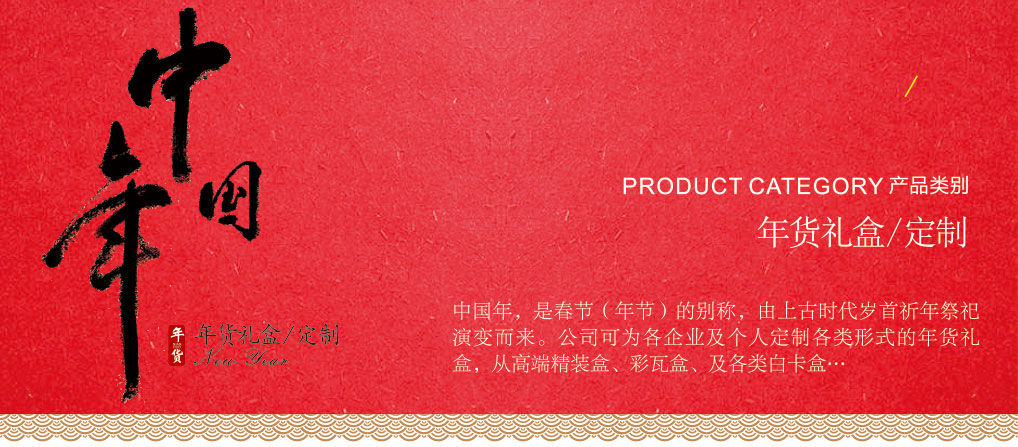 中国年
年货
年货礼盒/定制
New Year
PRODUCT CATEGORY 产品类别
年货礼盒/定制
中国年，是春节（年节）的别称，由上古时代岁首祈年祭祀
演变而来。公司可为各企业及个人定制各类形式的年货礼
盒，从高端精装盒、彩瓦盒、及各类白卡盒…